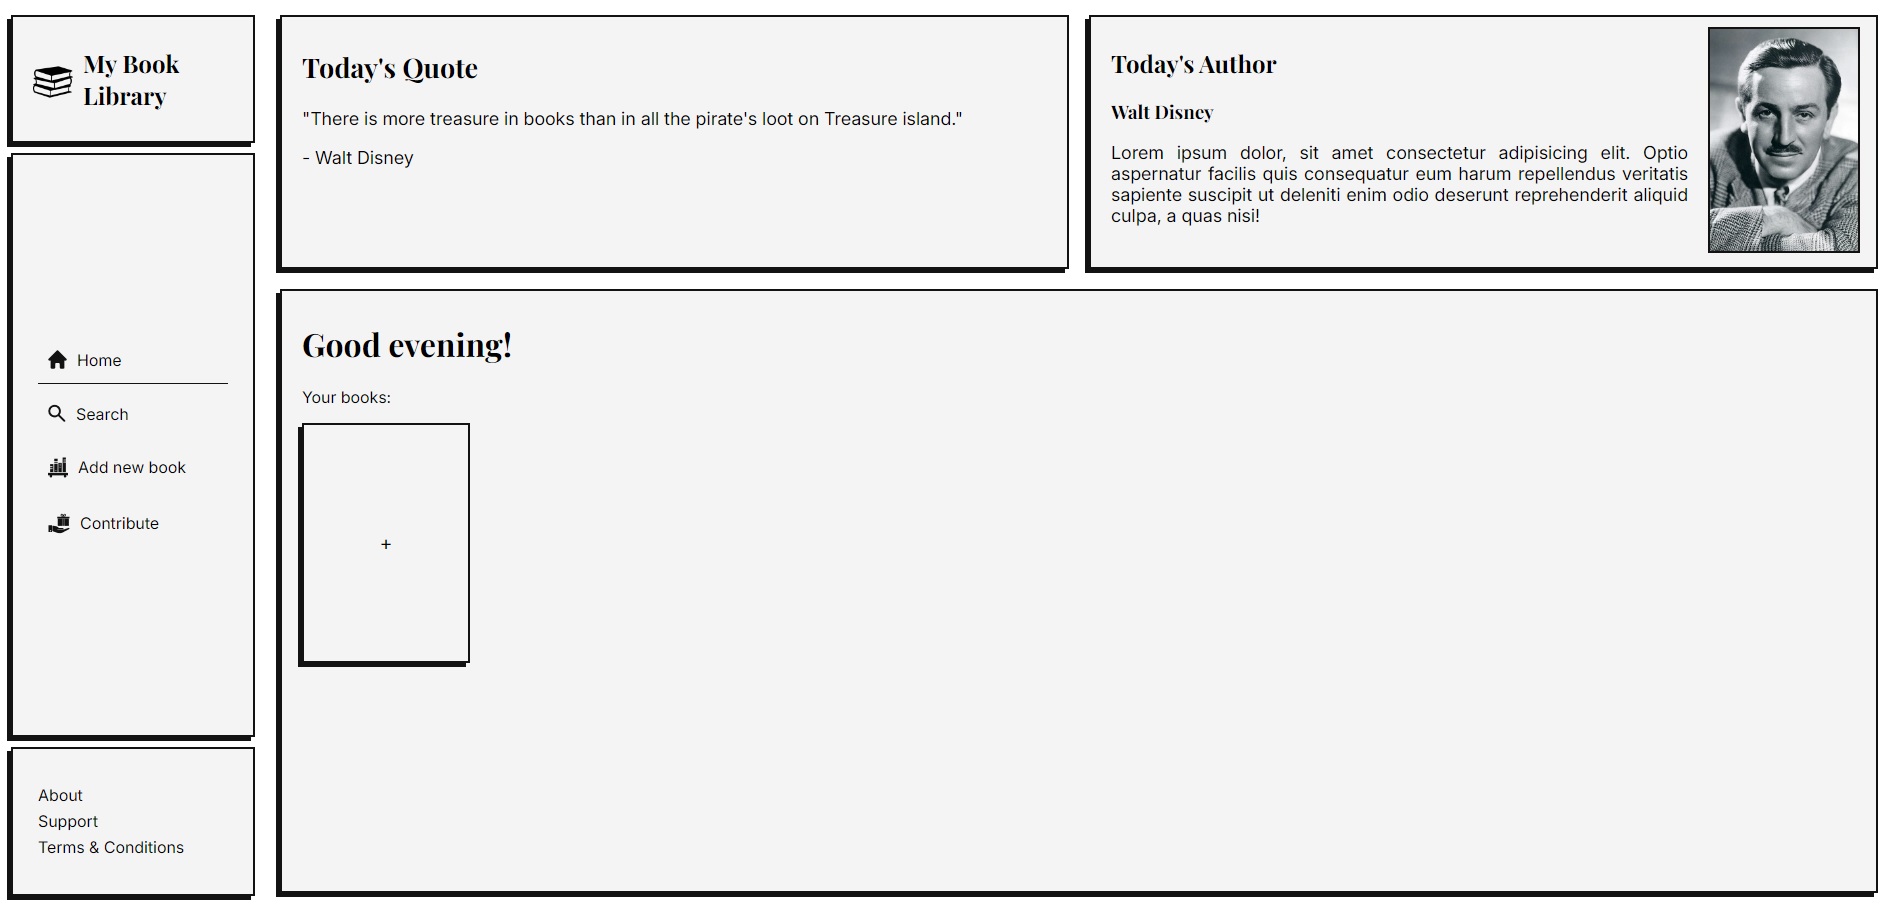 My Book
Library
Home
Search
Add new book
Contribute
About
Support
Terms & Conditions
Today's Quote
"There is more treasure in books than in all the pirate's loot on Treasure island."
- Walt Disney
Today's Author
Walt Disney
Lorem ipsum dolor, sit amet consectetur adipisicing elit. Optio
aspernatur facilis quis consequatur eum harum repellendus veritatis
sapiente suscipit ut deleniti enim odio deserunt reprehenderit aliquid
culpa, a quas nisi!
Good evening!
Your books:
+